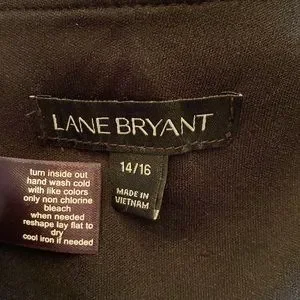 LANE BRYANT
14/16
MADE IN
VIETNAM
turn inside out
hand wash cold
with like colors
only non chlorine
bleach
when needed
reshape lay flat to
dry
cool iron if needed